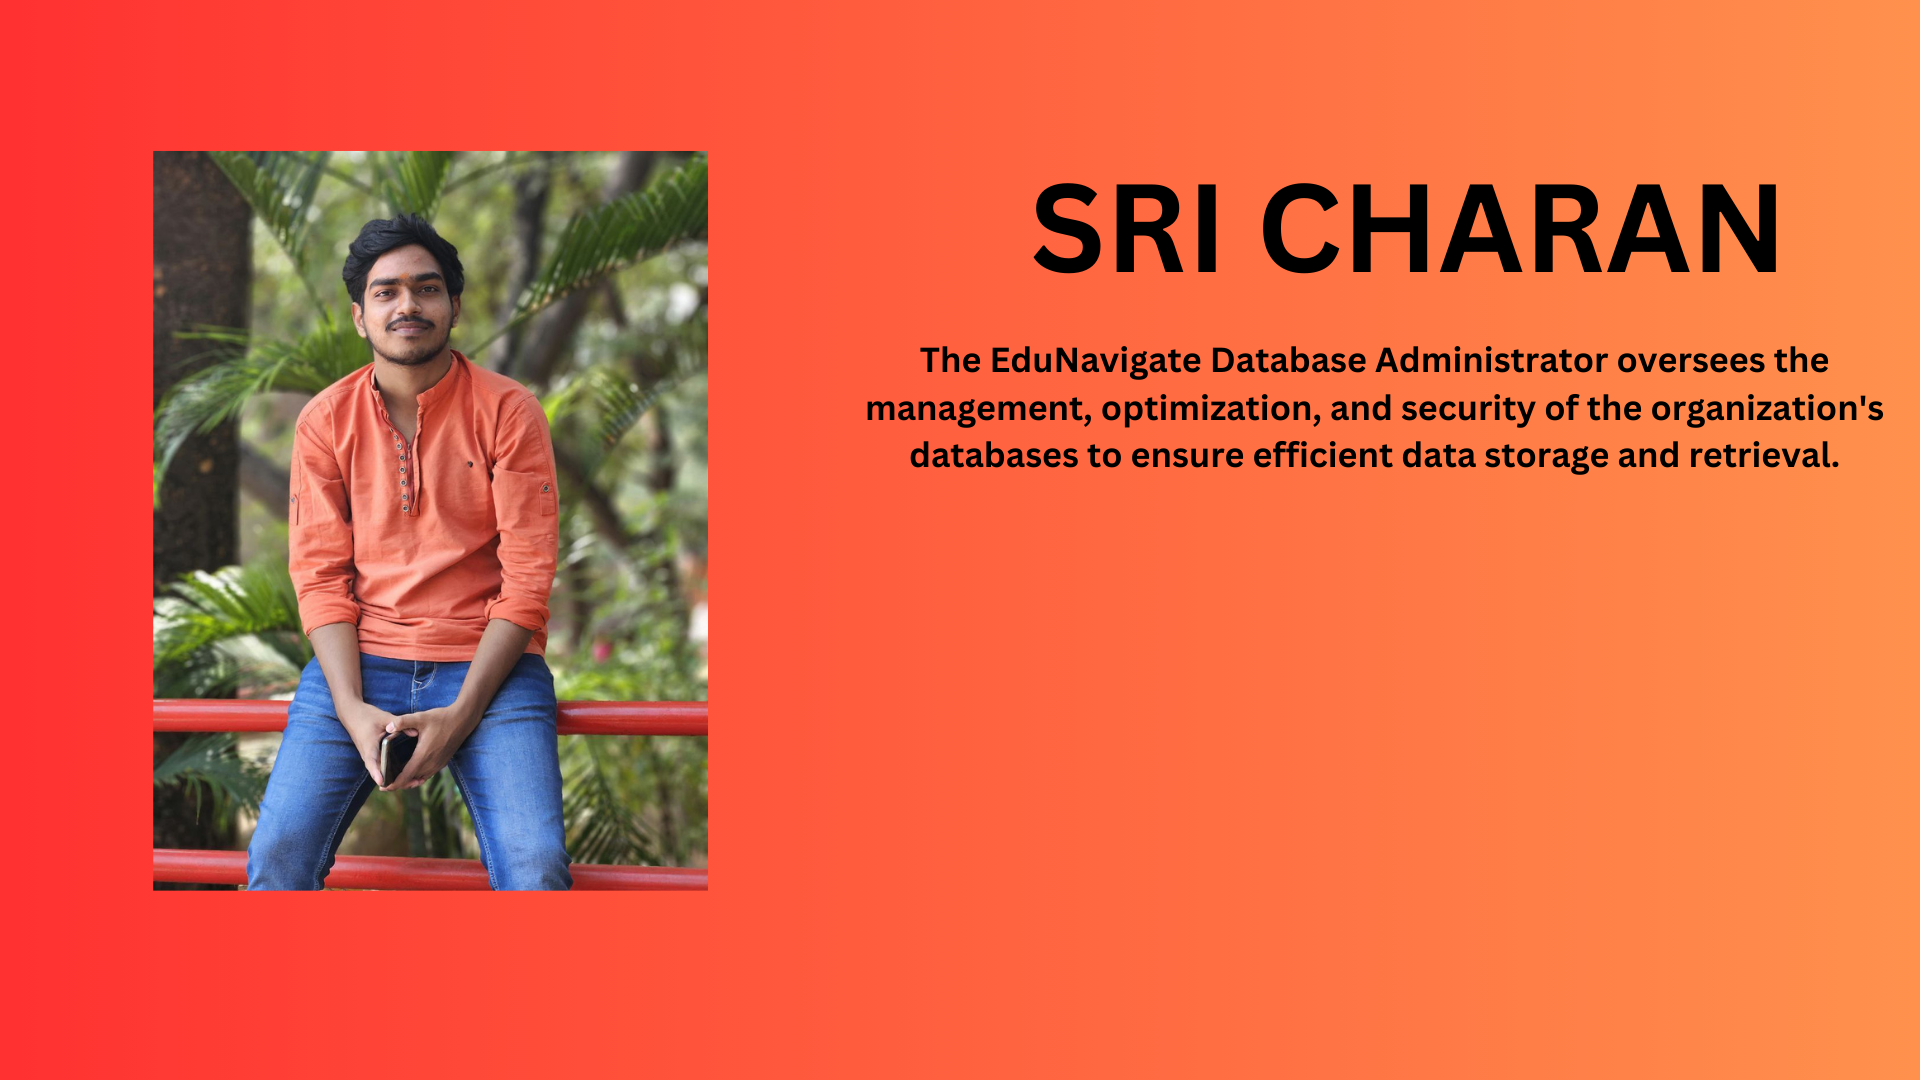 SRI CHARAN
The EduNavigate Database Administrator oversees the
management, optimization, and security of the organization's
databases to ensure efficient data storage and retrieval.